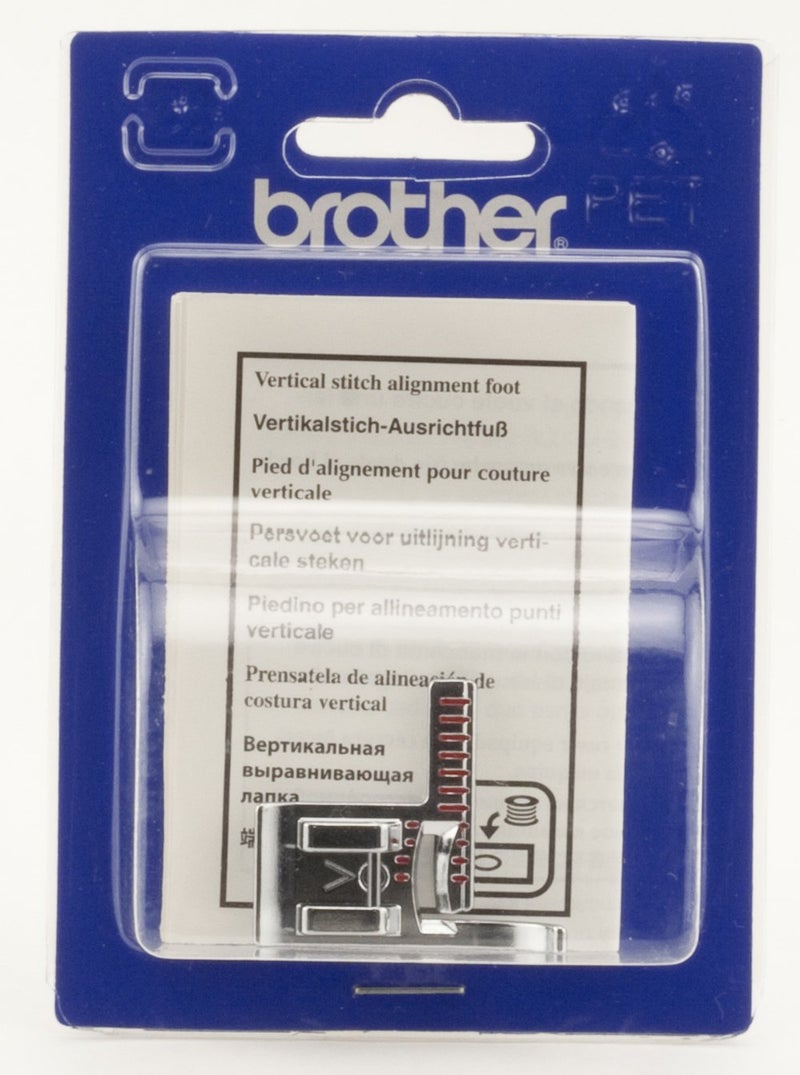 PET
brother®
Vertical stitch alignment foot
Vertikalstich-Ausrichtfuß
Pied d'alignement pour couture
verticale
Persvoet voor uitlijning verti-
cale steken
Piedino per allineamento punti
verticale
Prensatela de alineación de
costura vertical
Вертикальная
выравнивающая
лапка
V